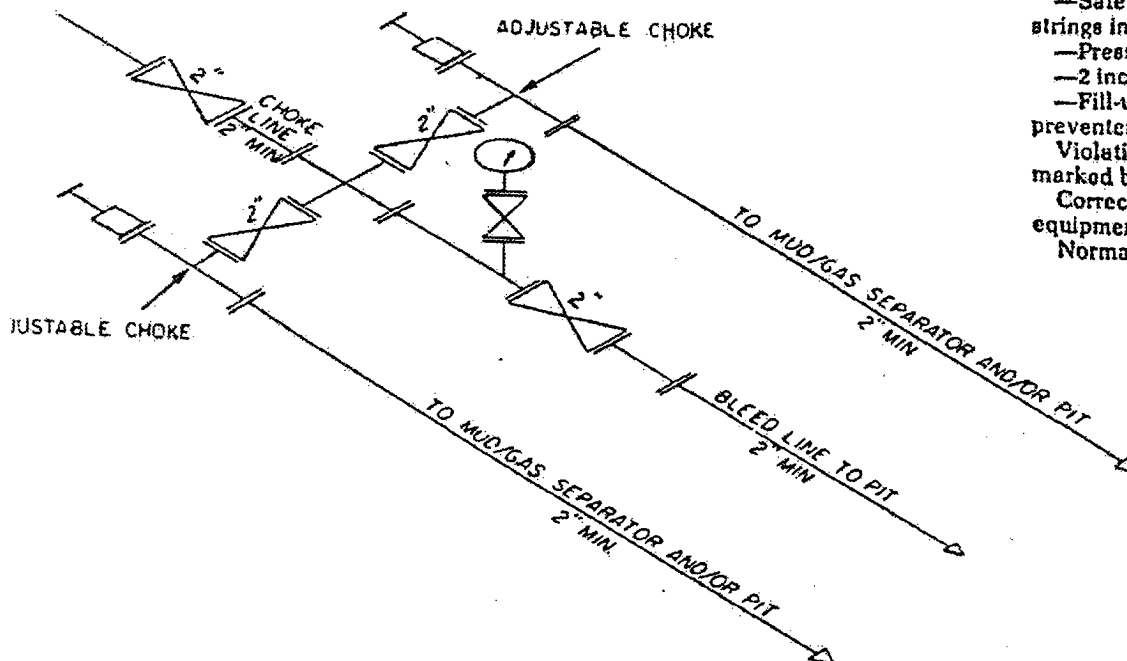 ADJUSTABLE CHOKE
2"
CHOKE
LINE
2" MIN
2"
2"
JUSTABLE CHOKE
2"
TO MUD/GAS SEPARATOR AND/OR PIT
2" MIN
BLEED LINE TO PIT
2" MIN
TO MUD/GAS SEPARATOR AND/OR PIT
2" MIN.
—Safe
strings in
—Press
—2 inc
—Fill-u
prevente
Violati
marked b
Correc
equipmen
Norma